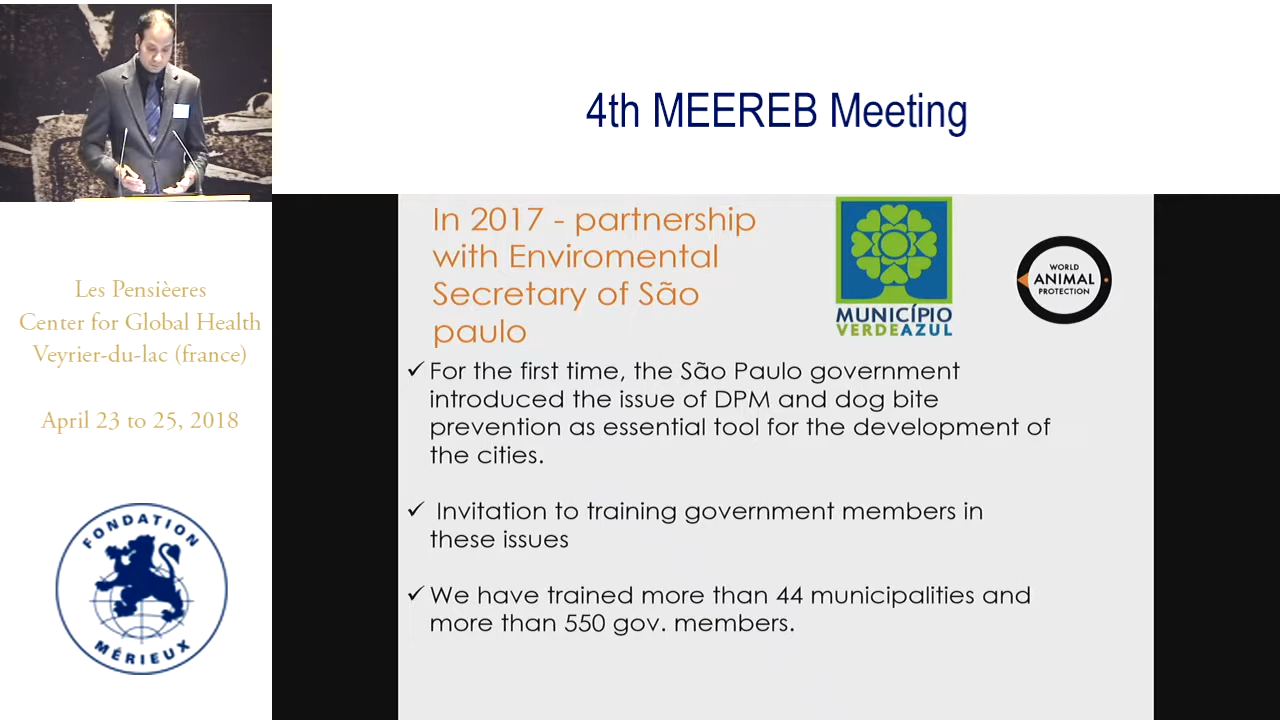 4th MEEREB Meeting
Les Pensièeres
Center for Global Health
Veyrier-du-lac (france)
April 23 to 25, 2018
FONDATION
MÉRIEUX
In 2017 - partnership
with Enviromental
Secretary of São
paulo
MUNICÍPIO
VERDEAZUL
WORLD
ANIMAL
PROTECTION
✓ For the first time, the São Paulo government
introduced the issue of DPM and dog bite
prevention as essential tool for the development of
the cities.
✓ Invitation to training government members in
these issues
✓ We have trained more than 44 municipalities and
more than 550 gov. members.